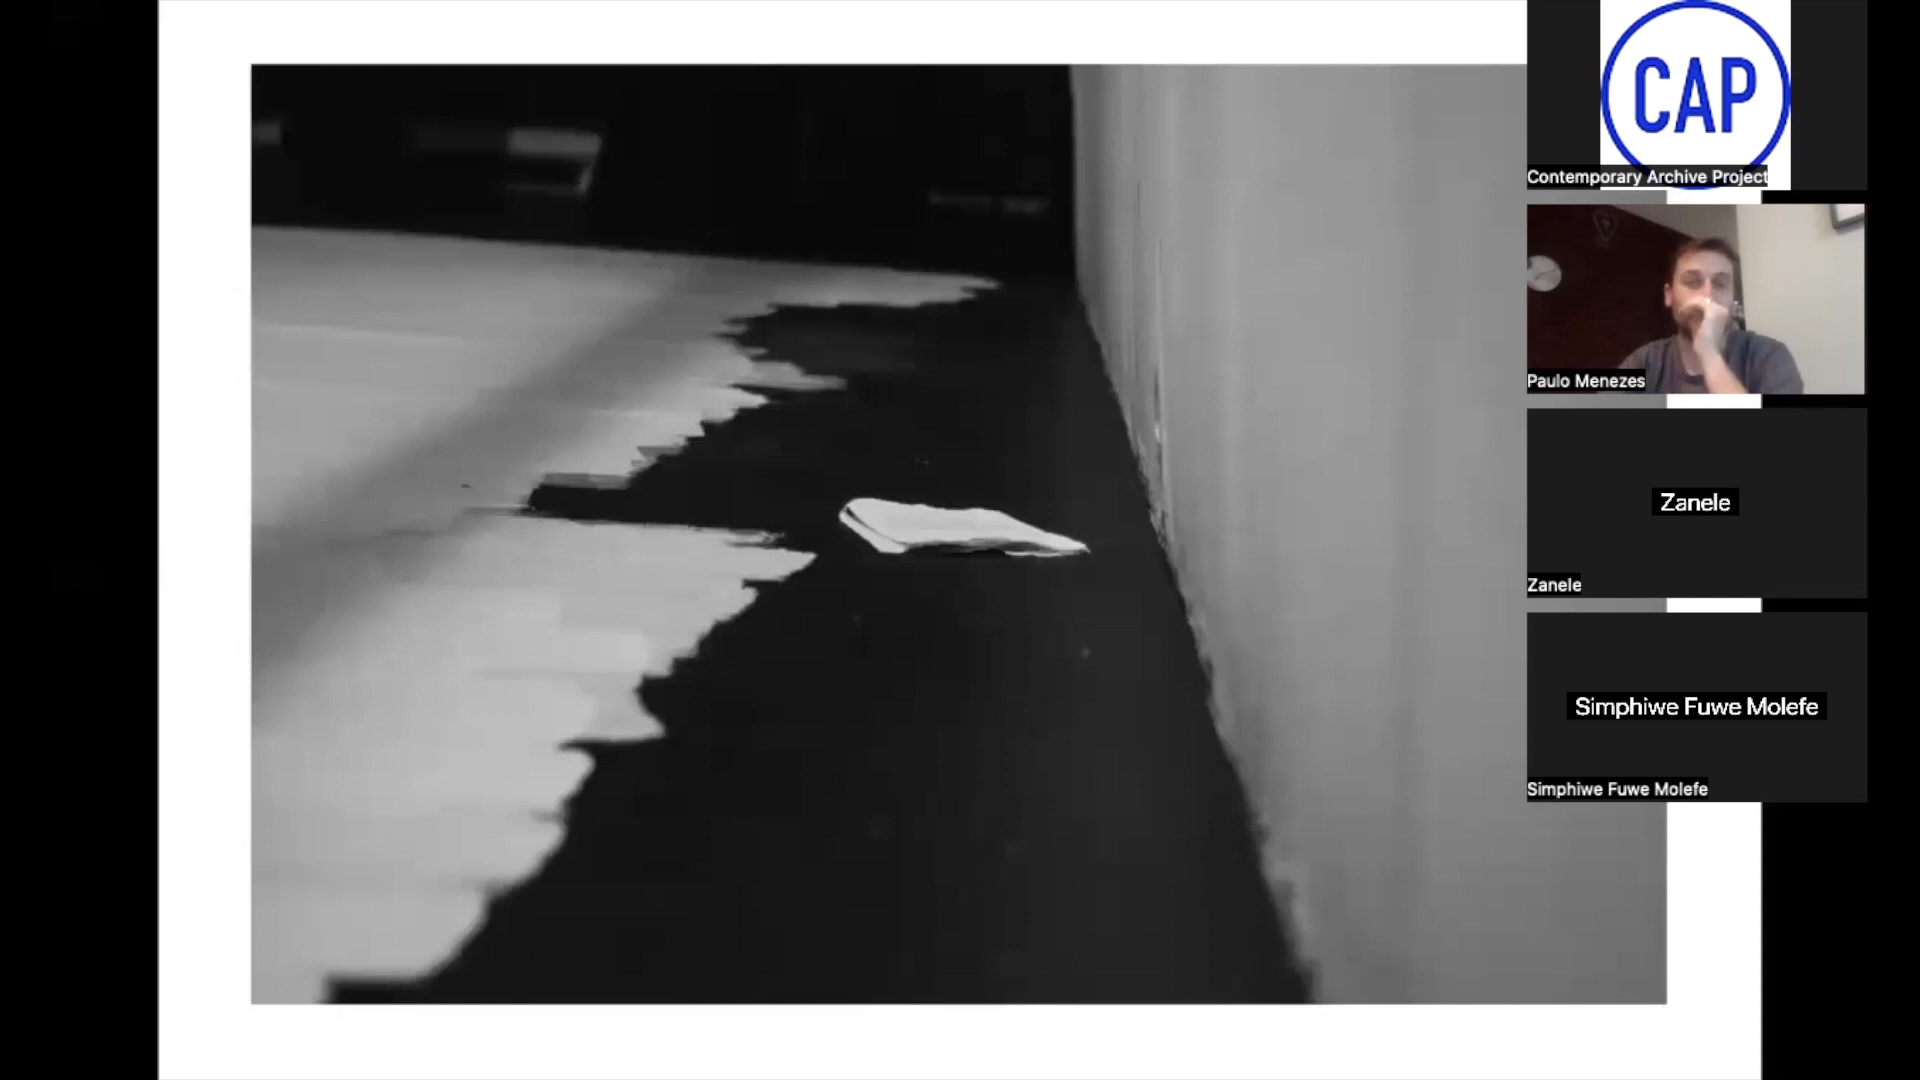 CAP
Contemporary Archive Project
Paulo Menezes
Zanele
Zanele
Simphiwe Fuwe Molefe
Simphiwe Fuwe Molefe